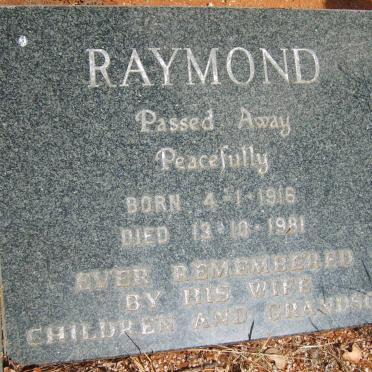 RAYMOND
Passed Away
Peacefully
BORN 4-1-1916
DIED 13-10-1981
EVER REMEMBERED
BY HIS WIFE
CHILDREN AND GRANDSO